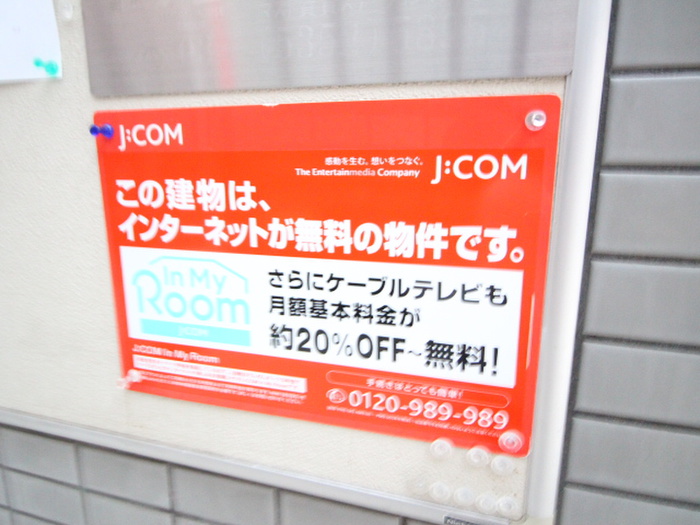 J:COM
感動を生む。想いをつなぐ。
The Entertainmedia Company
J:COM
この建物は、
インターネットが無料の物件です。
In My
Room
J:COM
さらにケーブルテレビも
月額基本料金が
約20%OFF~無料!
J:COM In My Room
手続きはとっても簡単!
0120-989-989